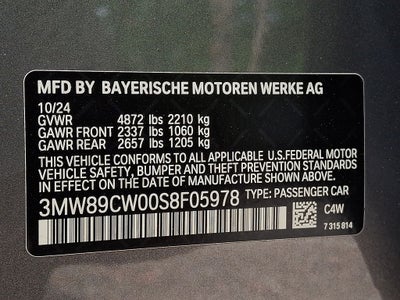 MFD BY BAYERISCHE MOTOREN WERKE AG
10/24
GVWR 4872 lbs 2210 kg
GAWR FRONT 2337 lbs 1060 kg
GAWR REAR 2657 lbs 1205 kg
THIS VEHICLE CONFORMS TO ALL
APPLICABLE U.S.FEDERAL MOTOR
VEHICLE SAFETY, BUMPER AND THEFT
PREVENTION STANDARDS IN EFFECT ON THE
DATE OF MANUFACTURE SHOWN ABOVE.
3MW89CW00S8F05978 TYPE: PASSENGER CAR
C4W
7 315 814